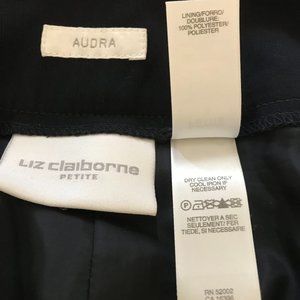 AUDRA
LINING/FORRO/
DOUBLURE:
100% POLYESTER/
POLIESTER
LIZ claiborne
PETITE
DRY CLEAN ONLY
COOL IRON IF
NECESSARY
NETTOYER A SEC
SEULEMENT/ FER
TIEDE, SI NECESSAIRE
RN 52002